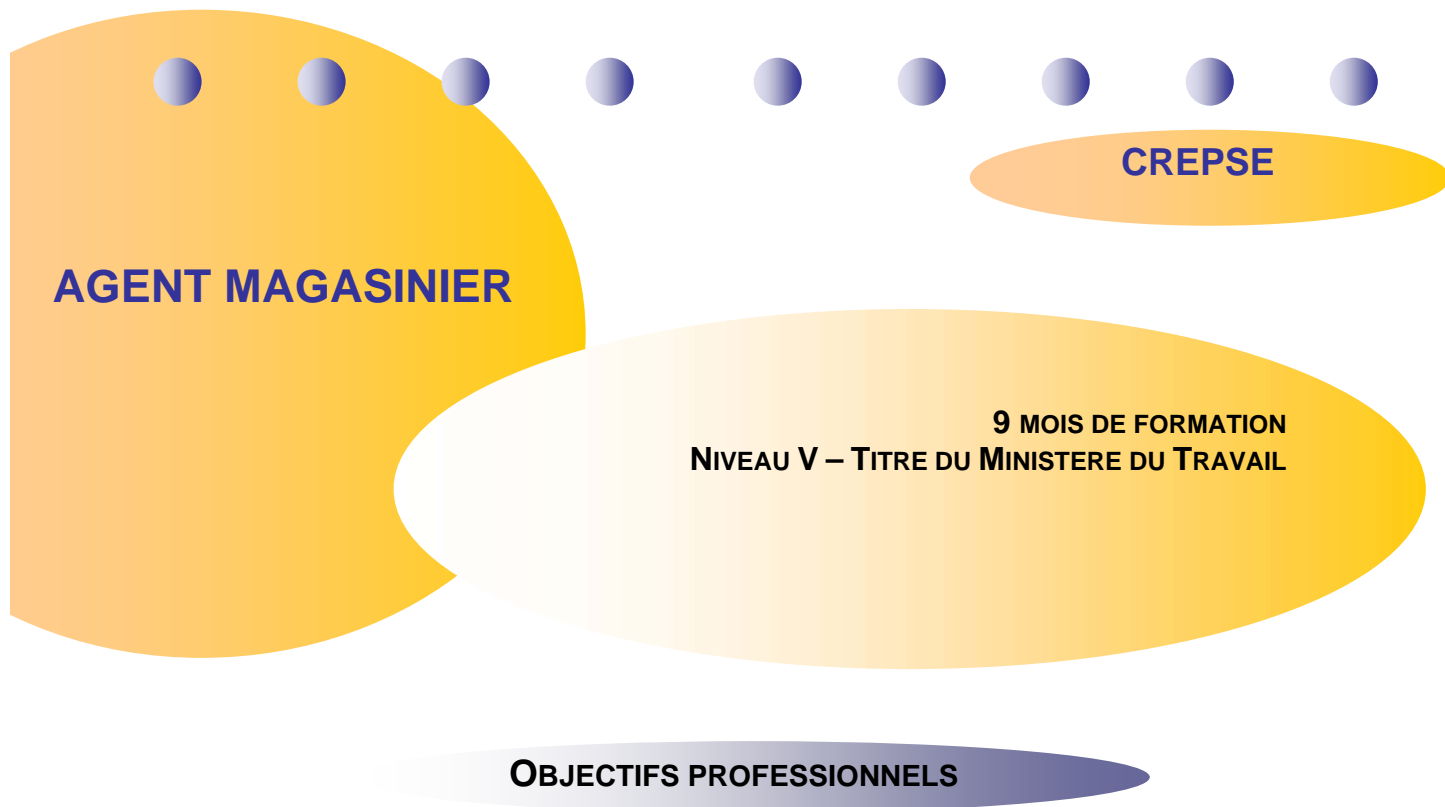 CREPSE
AGENT MAGASINIER
9 MOIS DE FORMATION
NIVEAU V – TITRE DU MINISTERE DU TRAVAIL
OBJECTIFS PROFESSIONNELS